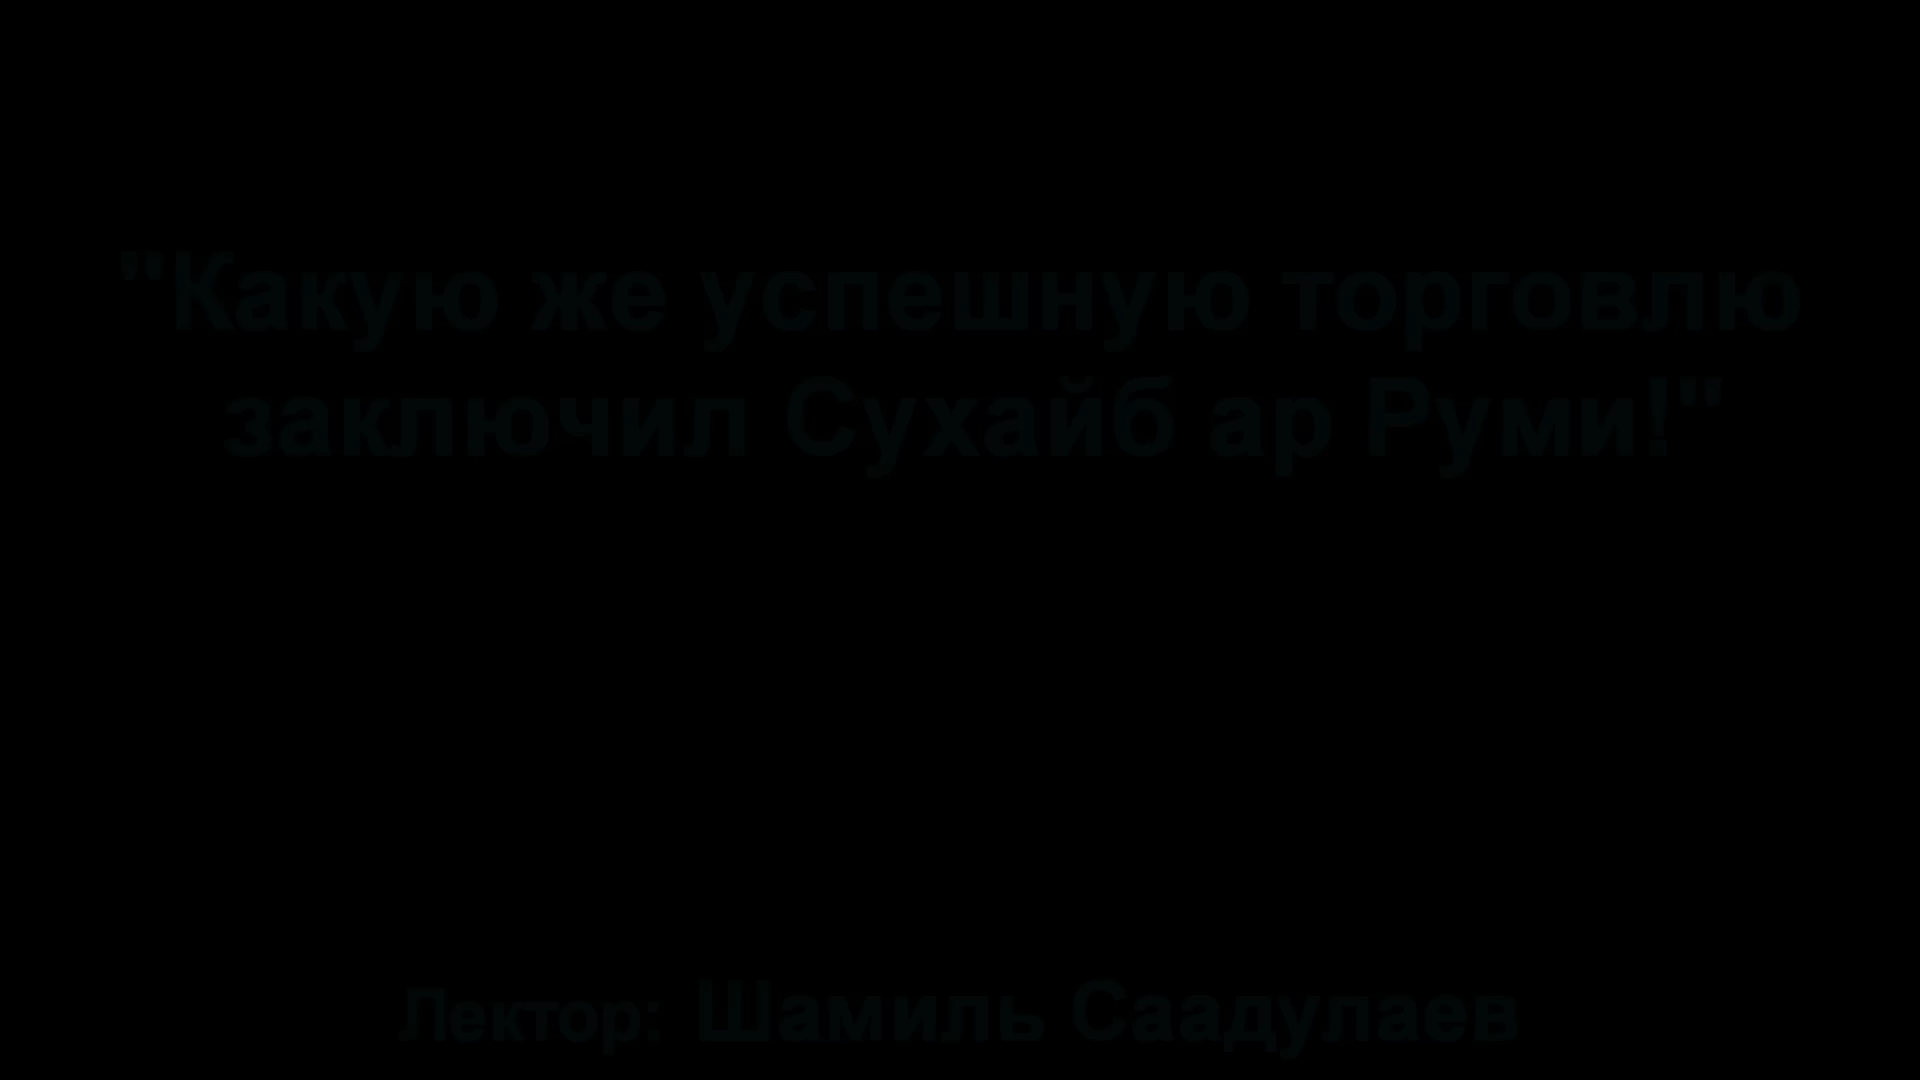 "Какую же успешную торговлю
заключил Сухайб ар Руми!"
Лектор: Шамиль Саадулаев